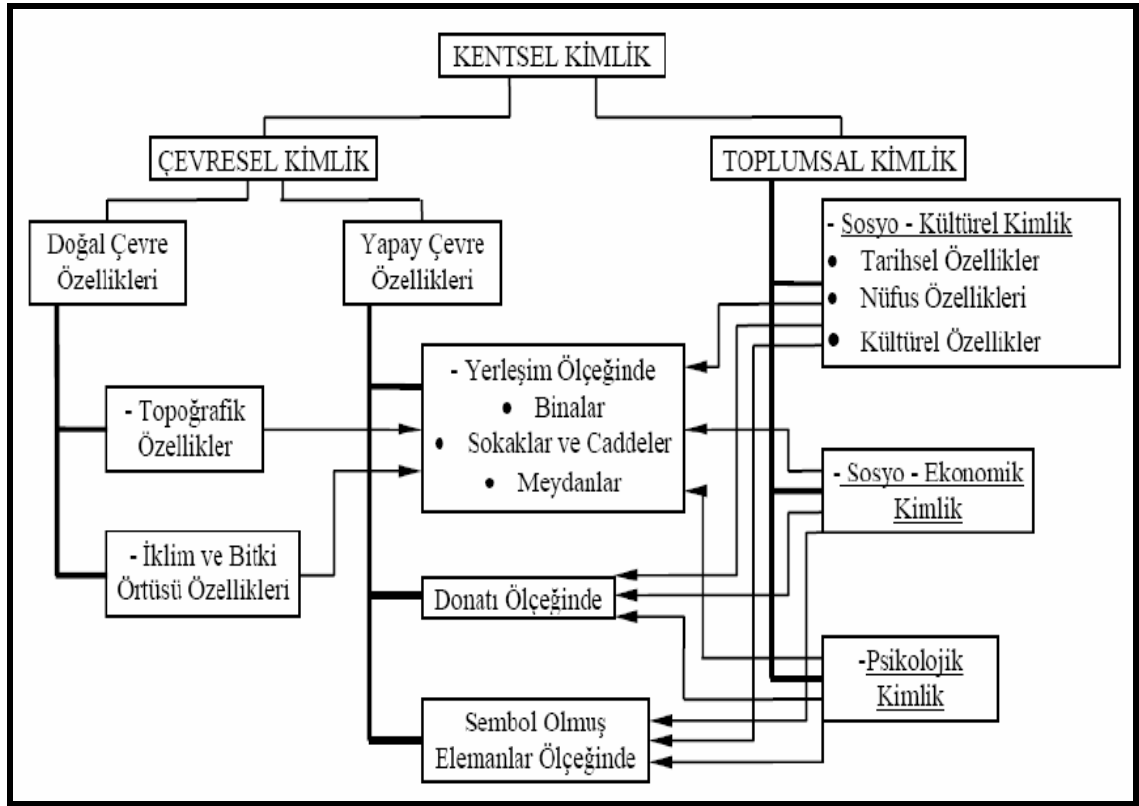 KENTSEL KİMLİK
ÇEVRESEL KİMLİK
TOPLUMSAL KİMLİK
Doğal Çevre
Özellikleri
Yapay Çevre
Özellikleri
- Sosyo - Kültürel Kimlik
• Tarihsel Özellikler
• Nüfus Özellikleri
• Kültürel Özellikler
- Yerleşim Ölçeğinde
• Binalar
• Sokaklar ve Caddeler
• Meydanlar
- Topoğrafik
Özellikler
- Sosyo - Ekonomik
Kimlik
- İklim ve Bitki
Örtüsü Özellikleri
Donatı Ölçeğinde
-Psikolojik
Kimlik
Sembol Olmuş
Elemanlar Ölçeğinde